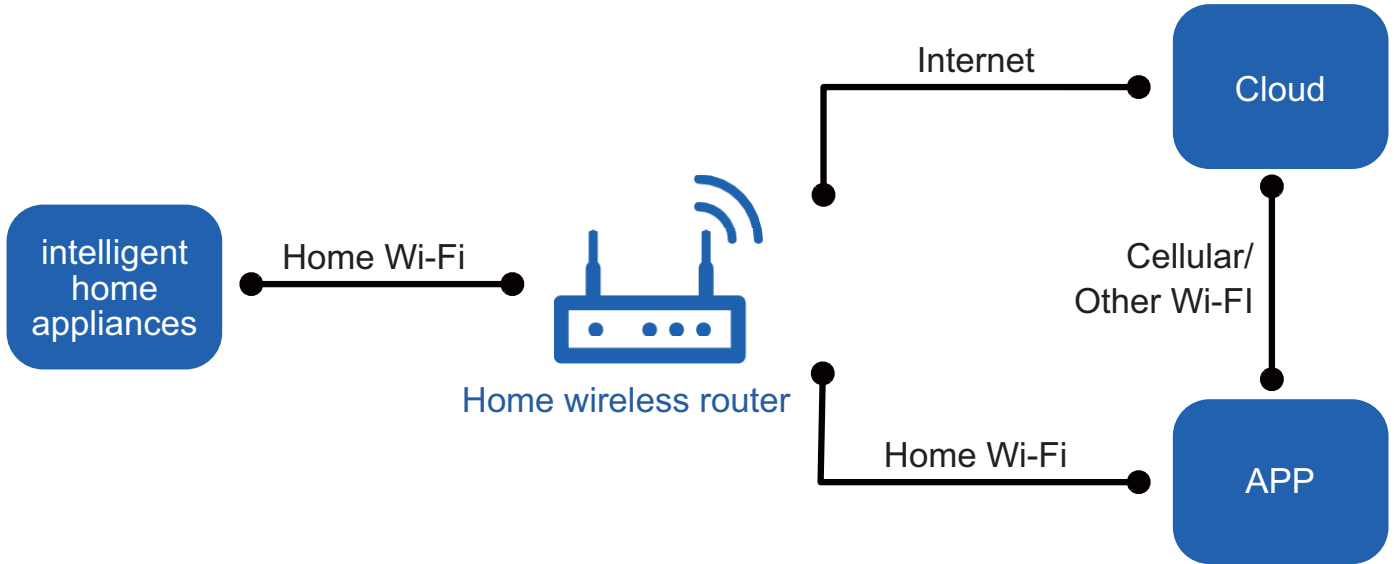 Internet
Cloud
intelligent
home
appliances
Home Wi-Fi
Cellular/
Other Wi-FI
Home wireless router
Home Wi-Fi
APP